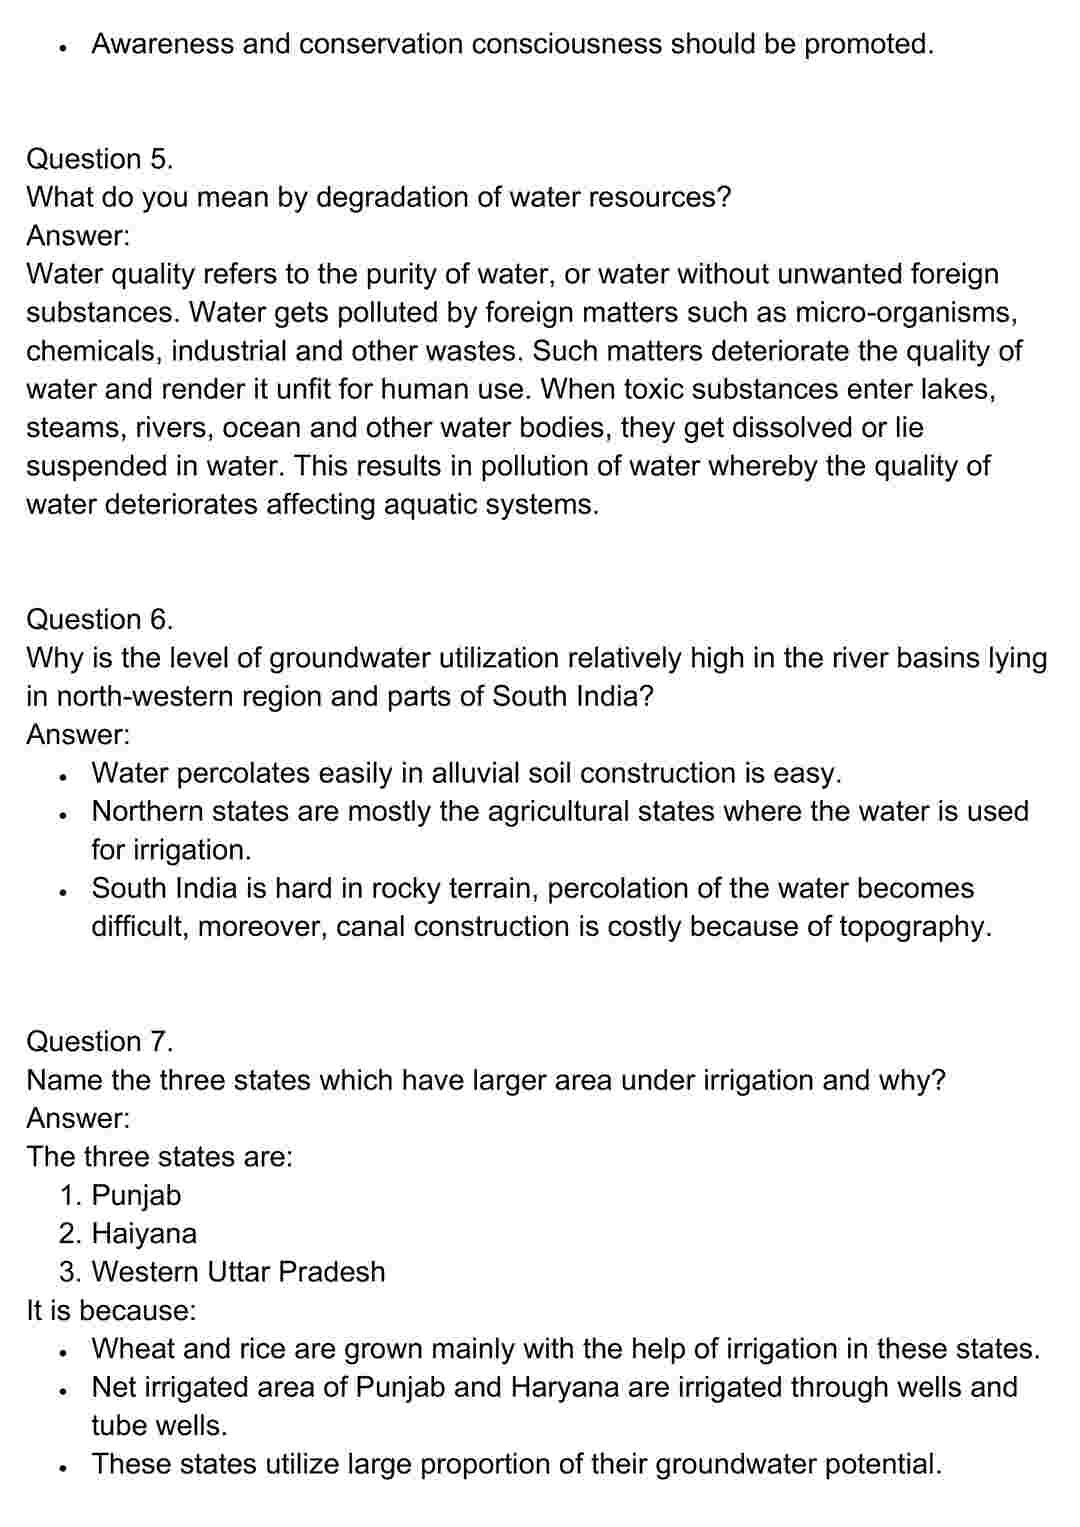 • Awareness and conservation consciousness should be promoted.
Question 5.
What do you mean by degradation of water resources?
Answer:
Water quality refers to the purity of water, or water without unwanted foreign
substances. Water gets polluted by foreign matters such as micro-organisms,
chemicals, industrial and other wastes. Such matters deteriorate the quality of
water and render it unfit for human use. When toxic substances enter lakes,
steams, rivers, ocean and other water bodies, they get dissolved or lie
suspended in water. This results in pollution of water whereby the quality of
water deteriorates affecting aquatic systems.
Question 6.
Why is the level of groundwater utilization relatively high in the river basins lying
in north-western region and parts of South India?
Answer:
• Water percolates easily in alluvial soil construction is easy.
• Northern states are mostly the agricultural states where the water is used
for irrigation.
• South India is hard in rocky terrain, percolation of the water becomes
difficult, moreover, canal construction is costly because of topography.
Question 7.
Name the three states which have larger area under irrigation and why?
Answer:
The three states are:
1. Punjab
2. Haiyana
3. Western Uttar Pradesh
It is because:
• Wheat and rice are grown mainly with the help of irrigation in these states.
• Net irrigated area of Punjab and Haryana are irrigated through wells and
tube wells.
• These states utilize large proportion of their groundwater potential.